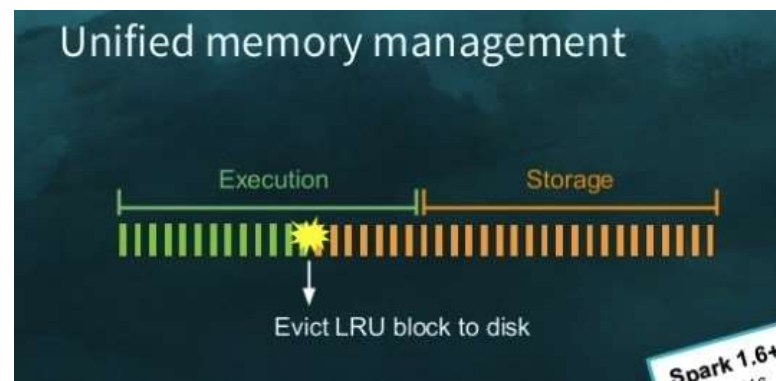 Unified memory management
Execution
Storage
Evict LRU block to disk
Spark 1.6+